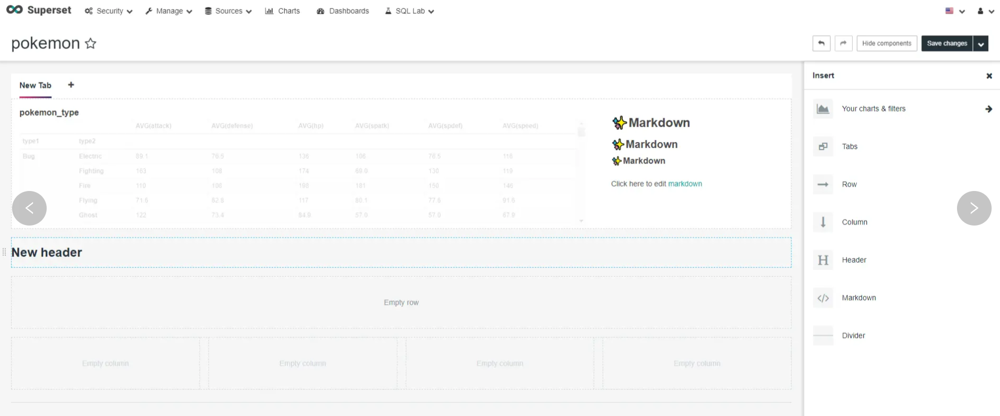 Superset Security Manage Sources Charts Dashboards SQL Lab
pokemon
Hide components Save changes
New Tab +
pokemon_type
AVG(attack) AVG(defense) AVG(hp) AVG(spatk) AVG(spdef) AVG(speed)
type1 type2
Bug Electric 89.1 76.5 136 106 76.5 116
Fighting 163 108 174 69.0 130 119
Fire 110 108 198 181 150 146
Flying 71.6 62.8 117 80.1 77.6 91.6
Ghost 122 73.4 84.9 57.0 57.0 67.9
Markdown
Markdown
Markdown
Click here to edit markdown
New header
Empty row
Empty column Empty column Empty column Empty column
Insert
Your charts & filters
Tabs
Row
Column
H Header
</> Markdown
Divider